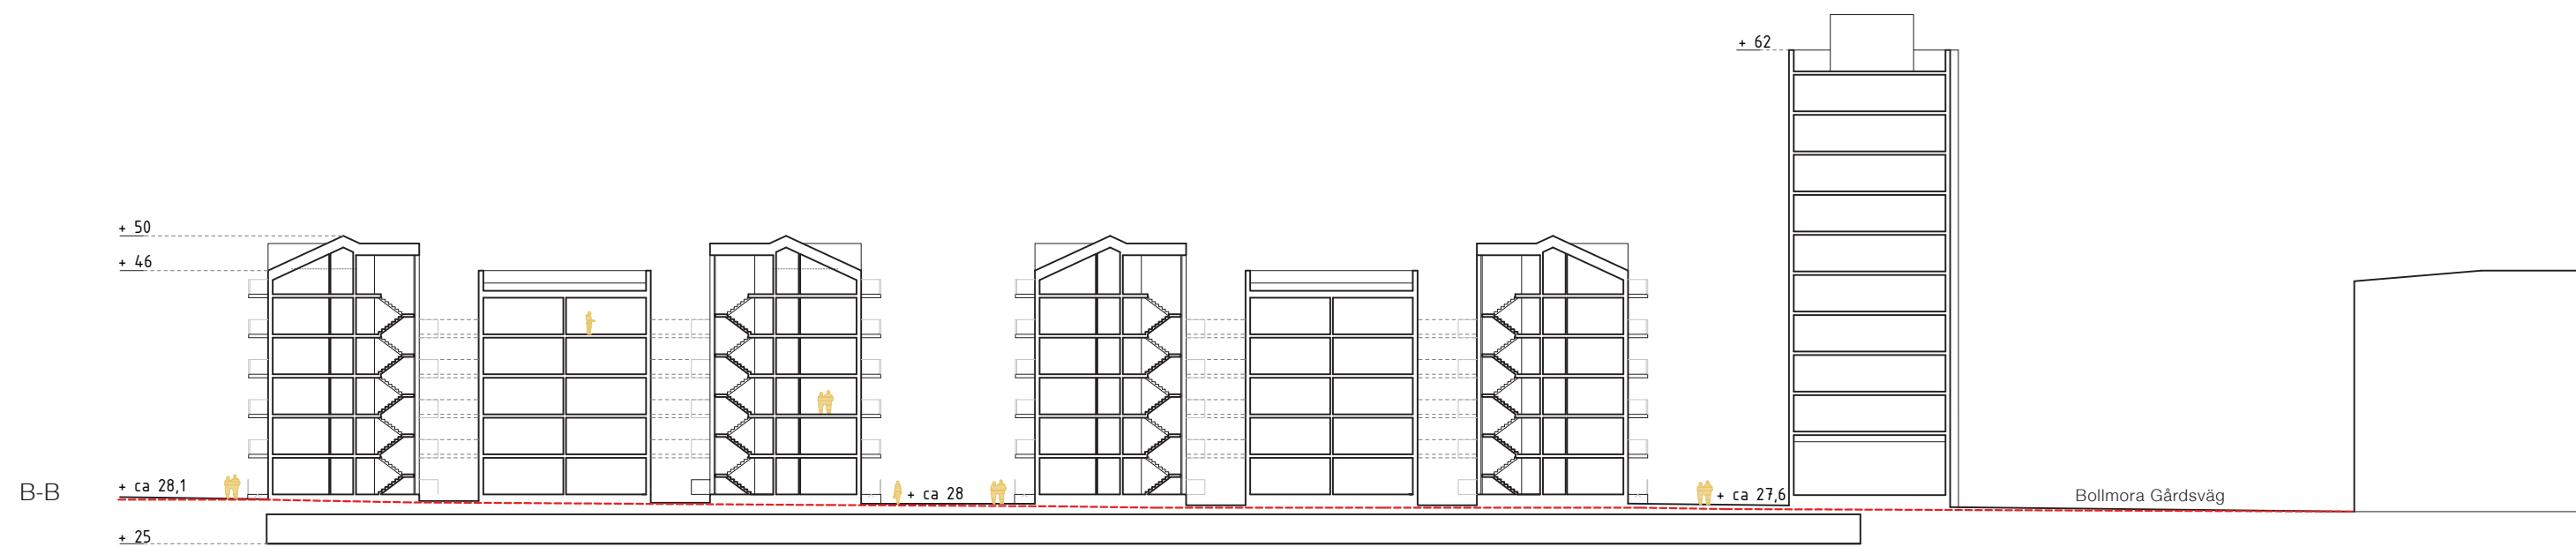 + 62
+ 50
+ 46
B-B
+ ca 28,1
+ ca 28
+ ca 27,6
Bollmora Gårdsväg
+ 25